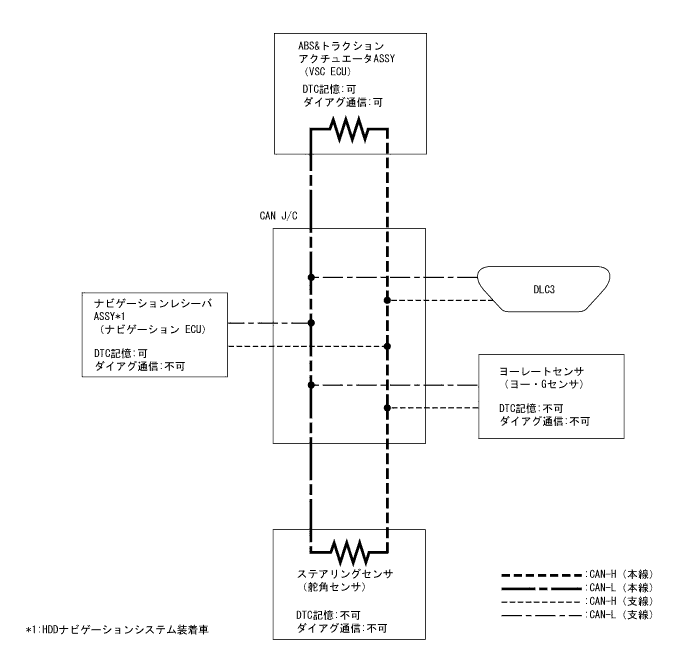 ABS&トラクション
アクチュエータASSY
(VSC ECU)
DTC記憶:可
ダイアグ通信:可
CAN J/C
DLC3
ナビゲーションレシーバ
ASSY*1
(ナビゲーション ECU)
DTC記憶:可
ダイアグ通信:不可
ヨーレートセンサ
(ヨー・Gセンサ)
DTC記憶:不可
ダイアグ通信:不可
ステアリングセンサ
(舵角センサ)
DTC記憶:不可
ダイアグ通信:不可
:CAN-H (本線)
:CAN-L (本線)
:CAN-H (支線)
:CAN-L (支線)
*1:HDDナビゲーションシステム装着車